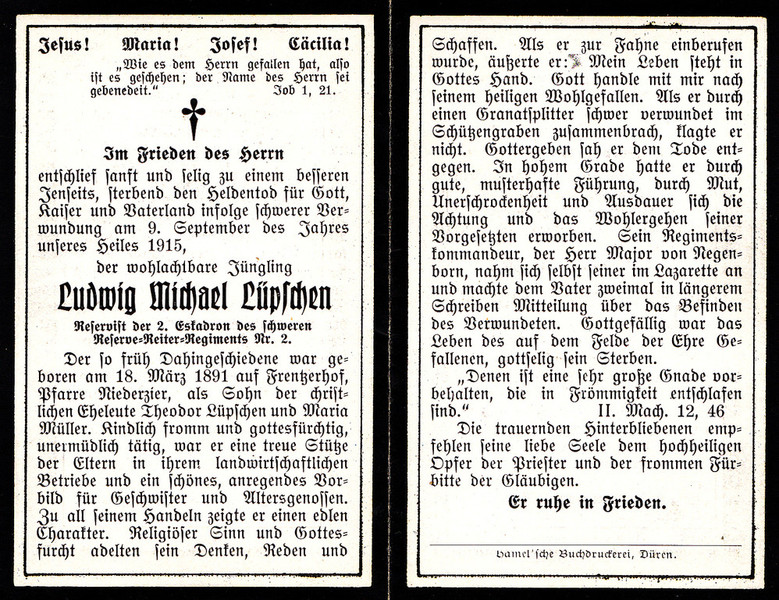 Jesus! Maria! Josef! Cäcilia!
„Wie es dem Herrn gefallen hat, also
ist es geschehen; der Name des Herrn sei
gebenedeit.“ Job 1, 21.
Im Frieden des Herrn
entschlief sanft und selig zu einem besseren
Jenseits, sterbend den Heldentod für Gott,
Kaiser und Vaterland infolge schwerer Ver-
wundung am 9. September des Jahres
unseres Heiles 1915,
der wohlachtbare Jüngling
Ludwig Michael Lüpschen
Reservist der 2. Eskadron des schweren
Reserve-Reiter-Regiments Nr. 2.
Der so früh Dahingeschiedene war ge-
boren am 18. März 1891 auf Frentzerhof,
Pfarre Niederzier, als Sohn der christ-
lichen Eheleute Theodor Lüpschen und Maria
Müller. Kindlich fromm und gottesfürchtig,
unermüdlich tätig, war er eine treue Stütze
der Eltern in ihrem landwirtschaftlichen
Betriebe und ein schönes, anregendes Vor-
bild für Geschwister und Altersgenossen.
Zu all seinem Handeln zeigte er einen edlen
Charakter. Religiöser Sinn und Gottes-
furcht adelten sein Denken, Reden und
Schaffen. Als er zur Fahne einberufen
wurde, äußerte er: Mein Leben steht in
Gottes Hand. Gott handle mit mir nach
seinem heiligen Wohlgefallen. Als er durch
einen Granatsplitter schwer verwundet im
Schützengraben zusammenbrach, klagte er
nicht. Gottergeben sah er dem Tode ent-
gegen. In hohem Grade hatte er durch
gute, musterhafte Führung, durch Mut,
Unerschrockenheit und Ausdauer sich die
Achtung und das Wohlergehen seiner
Vorgesetzten erworben. Sein Regiments-
kommandeur, der Herr Major von Negen-
born, nahm sich selbst seiner im Lazarette an
und machte dem Vater zweimal in längerem
Schreiben Mitteilung über das Befinden
des Verwundeten. Gottgefällig war das
Leben des auf dem Felde der Ehre Ge-
fallenen, gottselig sein Sterben.
„Denen ist eine sehr große Gnade vor-
behalten, die in Frömmigkeit entschlafen
sind.“ II. Mach. 12, 46
Die trauernden Hinterbliebenen emp-
fehlen seine liebe Seele dem hochheiligen
Opfer der Priester und der frommen Für-
bitte der Gläubigen.
Er ruhe in Frieden.
Hamel'sche Buchdruckerei, Düren.